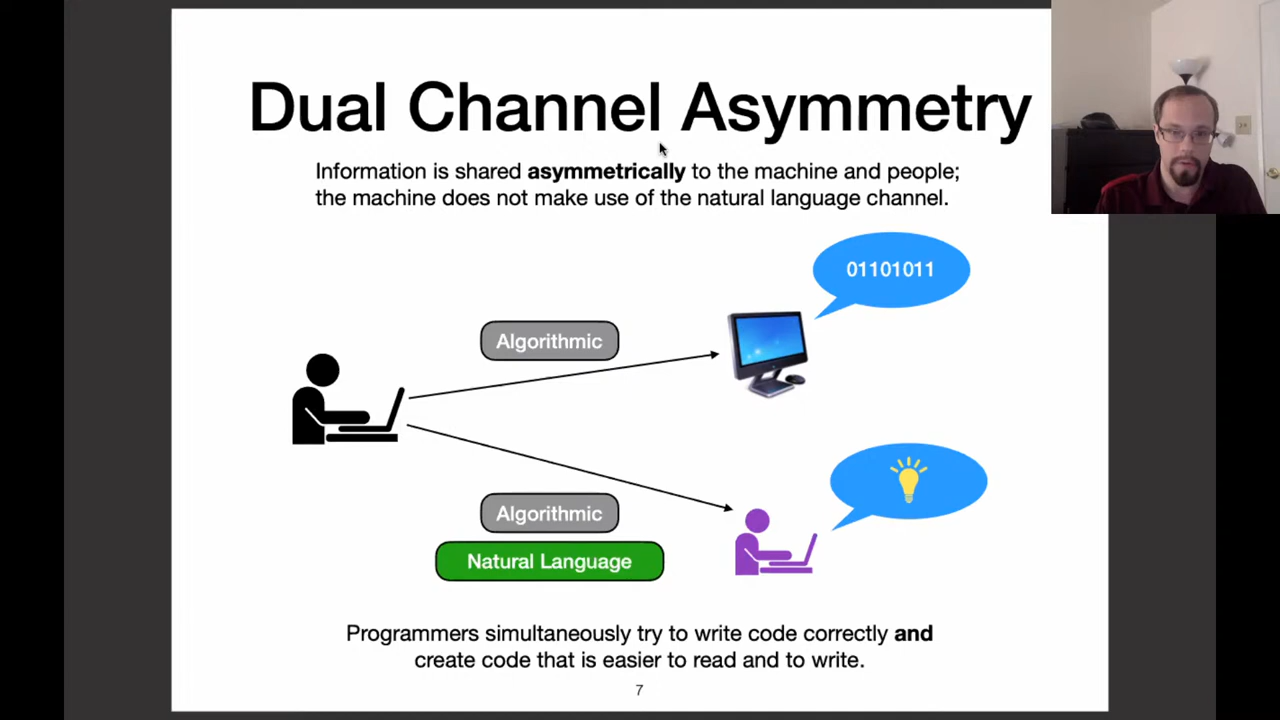 Dual Channel Asymmetry
Information is shared asymmetrically to the machine and people;
the machine does not make use of the natural language channel.
01101011
Algorithmic
Algorithmic
Natural Language
Programmers simultaneously try to write code correctly and
create code that is easier to read and to write.
7